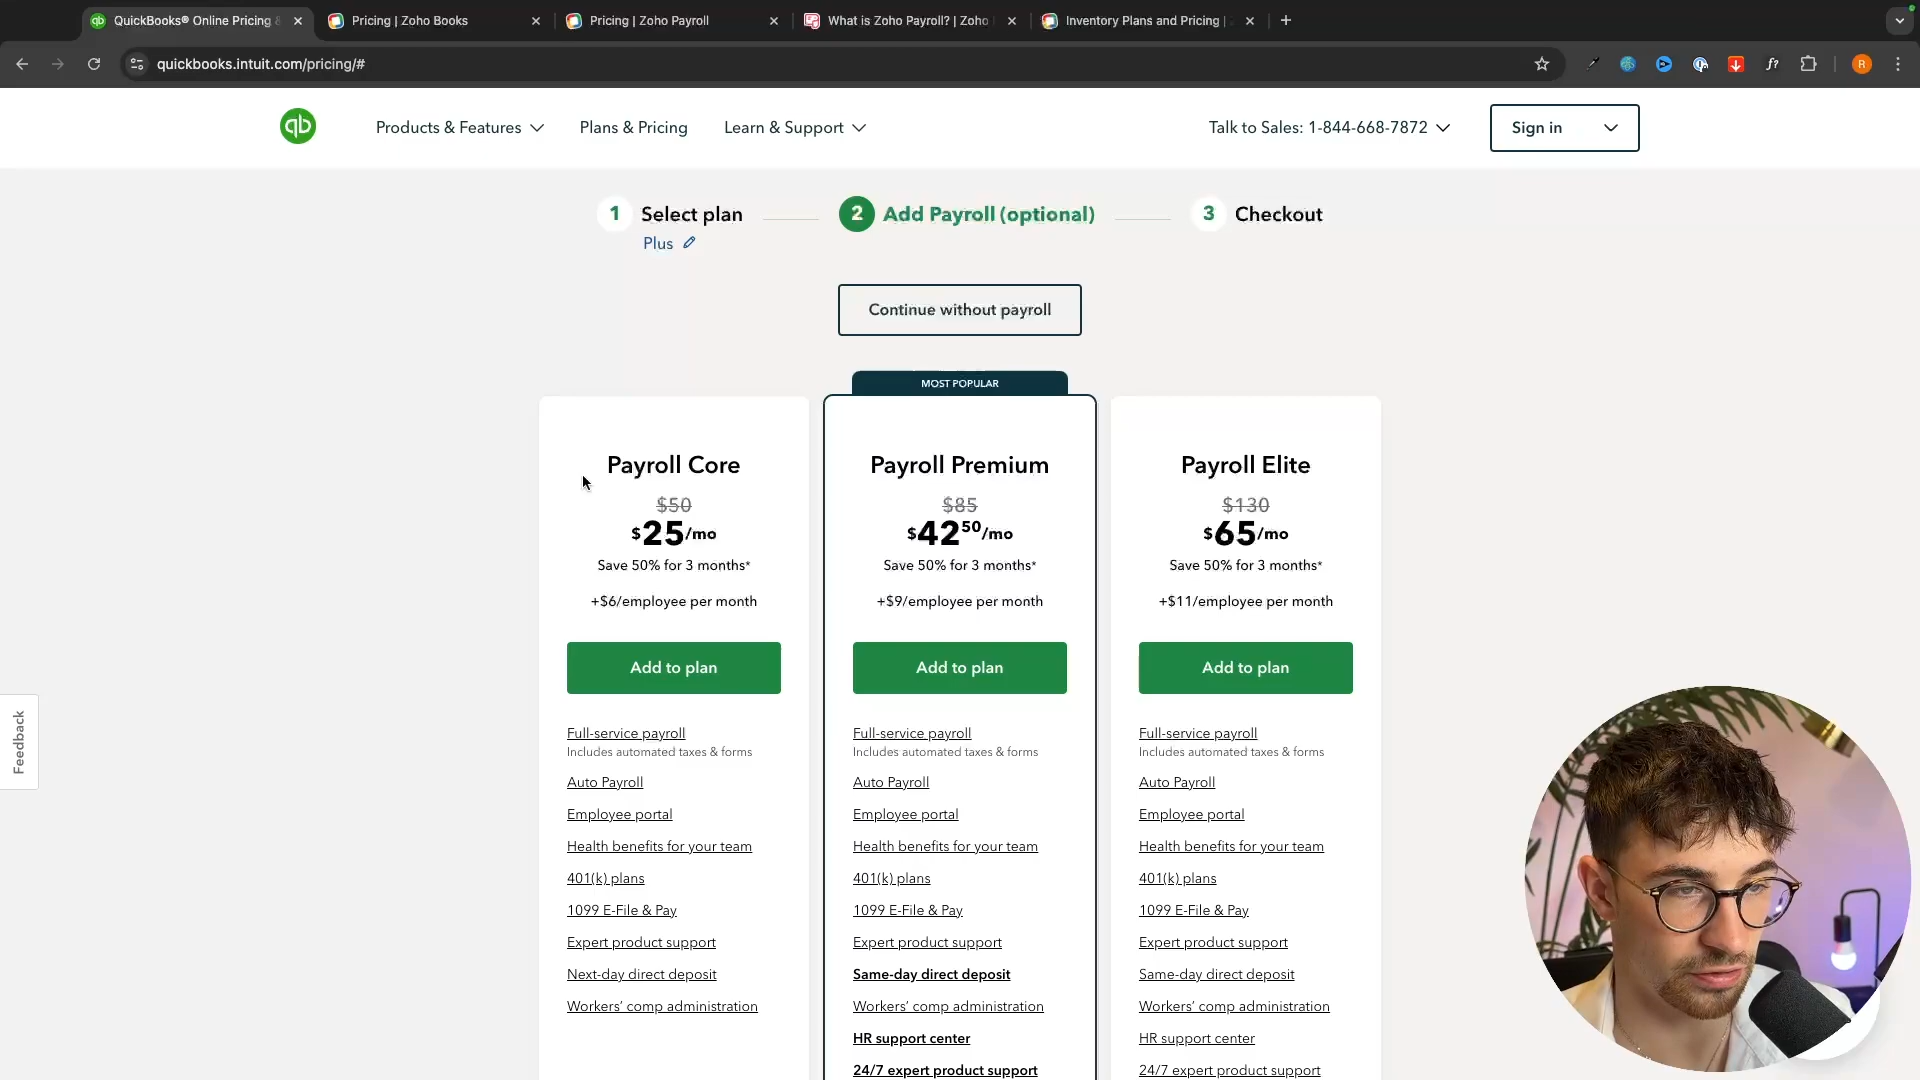 QuickBooks® Online Pricing &
Pricing | Zoho Books
Pricing | Zoho Payroll
What is Zoho Payroll? | Zoho
Inventory Plans and Pricing |
quickbooks.intuit.com/pricing/#
R
qb
Products & Features
Plans & Pricing
Learn & Support
Talk to Sales: 1-844-668-7872
Sign in
1 Select plan
2 Add Payroll (optional)
3 Checkout
Plus
Continue without payroll
MOST POPULAR
Payroll Core
$50
$25/mo
Save 50% for 3 months*
+$6/employee per month
Add to plan
Full-service payroll
Includes automated taxes & forms
Auto Payroll
Employee portal
Health benefits for your team
401(k) plans
1099 E-File & Pay
Expert product support
Next-day direct deposit
Workers' comp administration
Payroll Premium
$85
$42⁵⁰/mo
Save 50% for 3 months*
+$9/employee per month
Add to plan
Full-service payroll
Includes automated taxes & forms
Auto Payroll
Employee portal
Health benefits for your team
401(k) plans
1099 E-File & Pay
Expert product support
Same-day direct deposit
Workers' comp administration
HR support center
24/7 expert product support
Payroll Elite
$130
$65/mo
Save 50% for 3 months*
+$11/employee per month
Add to plan
Full-service payroll
Includes automated taxes & forms
Auto Payroll
Employee portal
Health benefits for your team
401(k) plans
1099 E-File & Pay
Expert product support
Same-day direct deposit
Workers' comp administration
HR support center
24/7 expert product support
Feedback